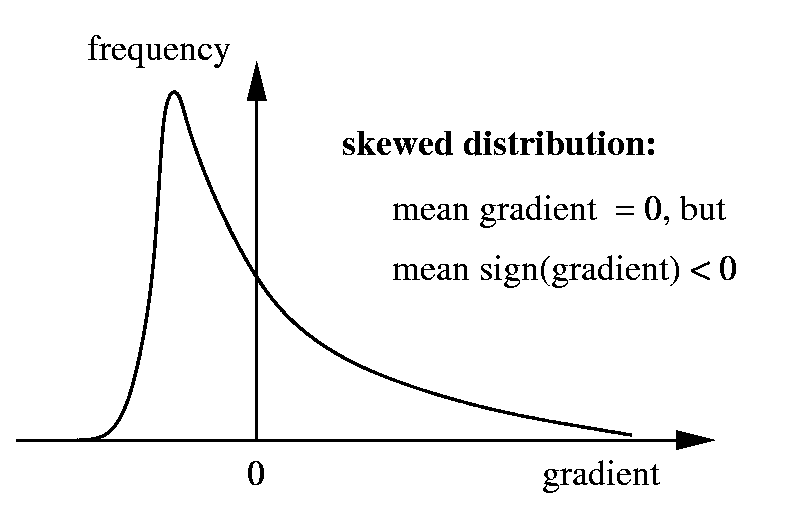 frequency
skewed distribution:
mean gradient = 0, but
mean sign(gradient) < 0
0
gradient